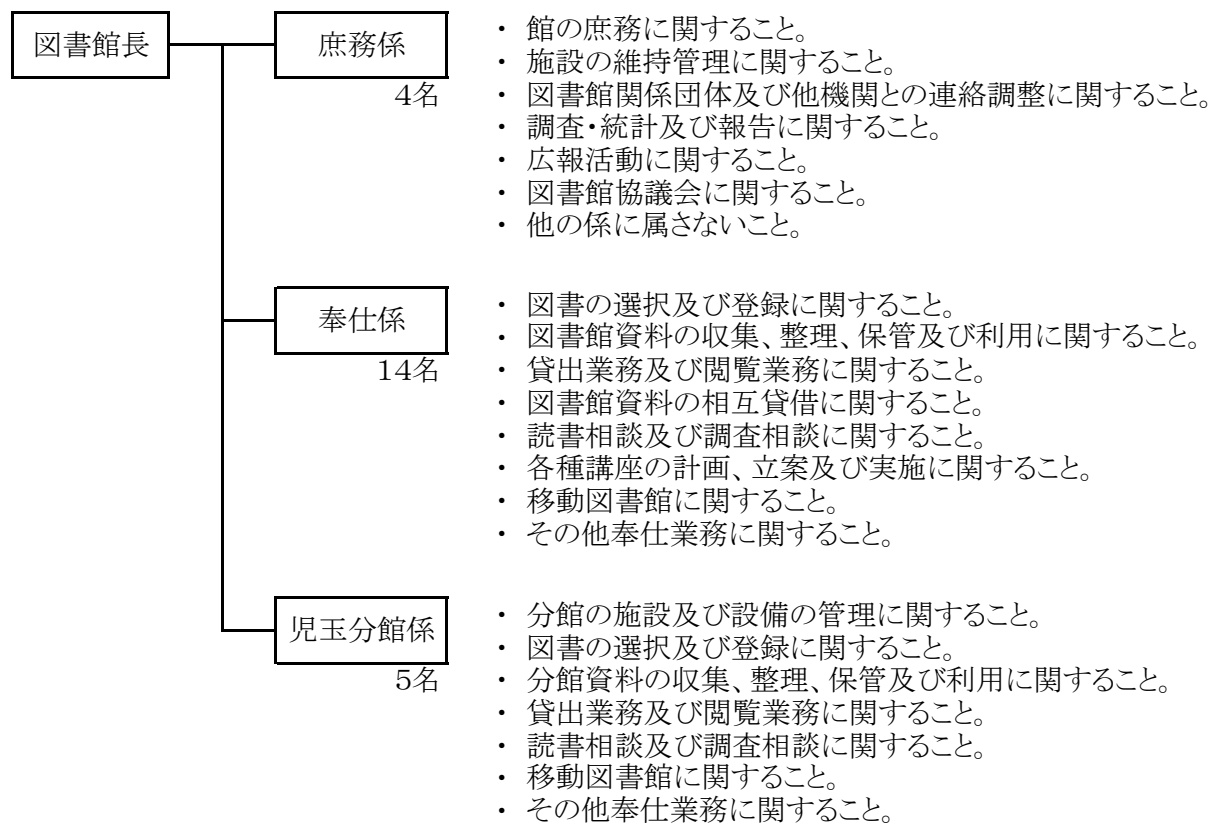 図書館長
庶務係
4名
・ 館の庶務に関すること。
・ 施設の維持管理に関すること。
・ 図書館関係団体及び他機関との連絡調整に関すること。
・ 調査・統計及び報告に関すること。
・ 広報活動に関すること。
・ 図書館協議会に関すること。
・ 他の係に属さないこと。
奉仕係
14名
・ 図書の選択及び登録に関すること。
・ 図書館資料の収集、整理、保管及び利用に関すること。
・ 貸出業務及び閲覧業務に関すること。
・ 図書館資料の相互貸借に関すること。
・ 読書相談及び調査相談に関すること。
・ 各種講座の計画、立案及び実施に関すること。
・ 移動図書館に関すること。
・ その他奉仕業務に関すること。
児玉分館係
5名
・ 分館の施設及び設備の管理に関すること。
・ 図書の選択及び登録に関すること。
・ 分館資料の収集、整理、保管及び利用に関すること。
・ 貸出業務及び閲覧業務に関すること。
・ 読書相談及び調査相談に関すること。
・ 移動図書館に関すること。
・ その他奉仕業務に関すること。